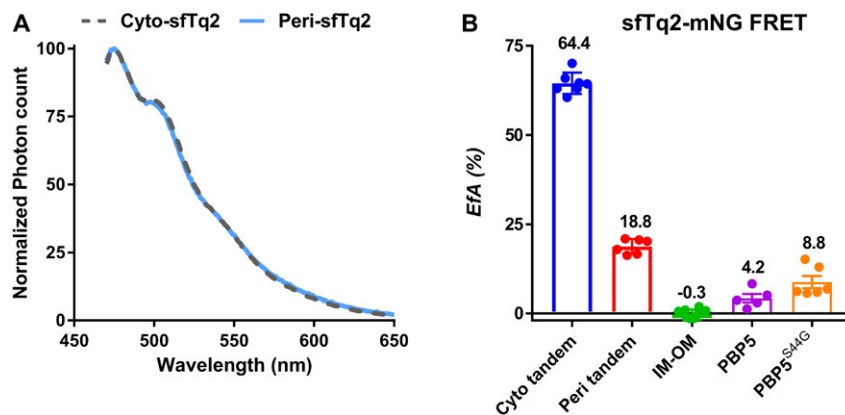 A
Cyto-sfTq2 Peri-sfTq2
100
75
50
25
0
450 500 550 600 650
Normalized Photon count
Wavelength (nm)
B
sfTq2-mNG FRET
75
50
25
0
EfA (%)
64.4
18.8
-0.3
4.2
8.8
Cyto tandem
Peri tandem
IM-OM
PBP5
PBP5^S44G